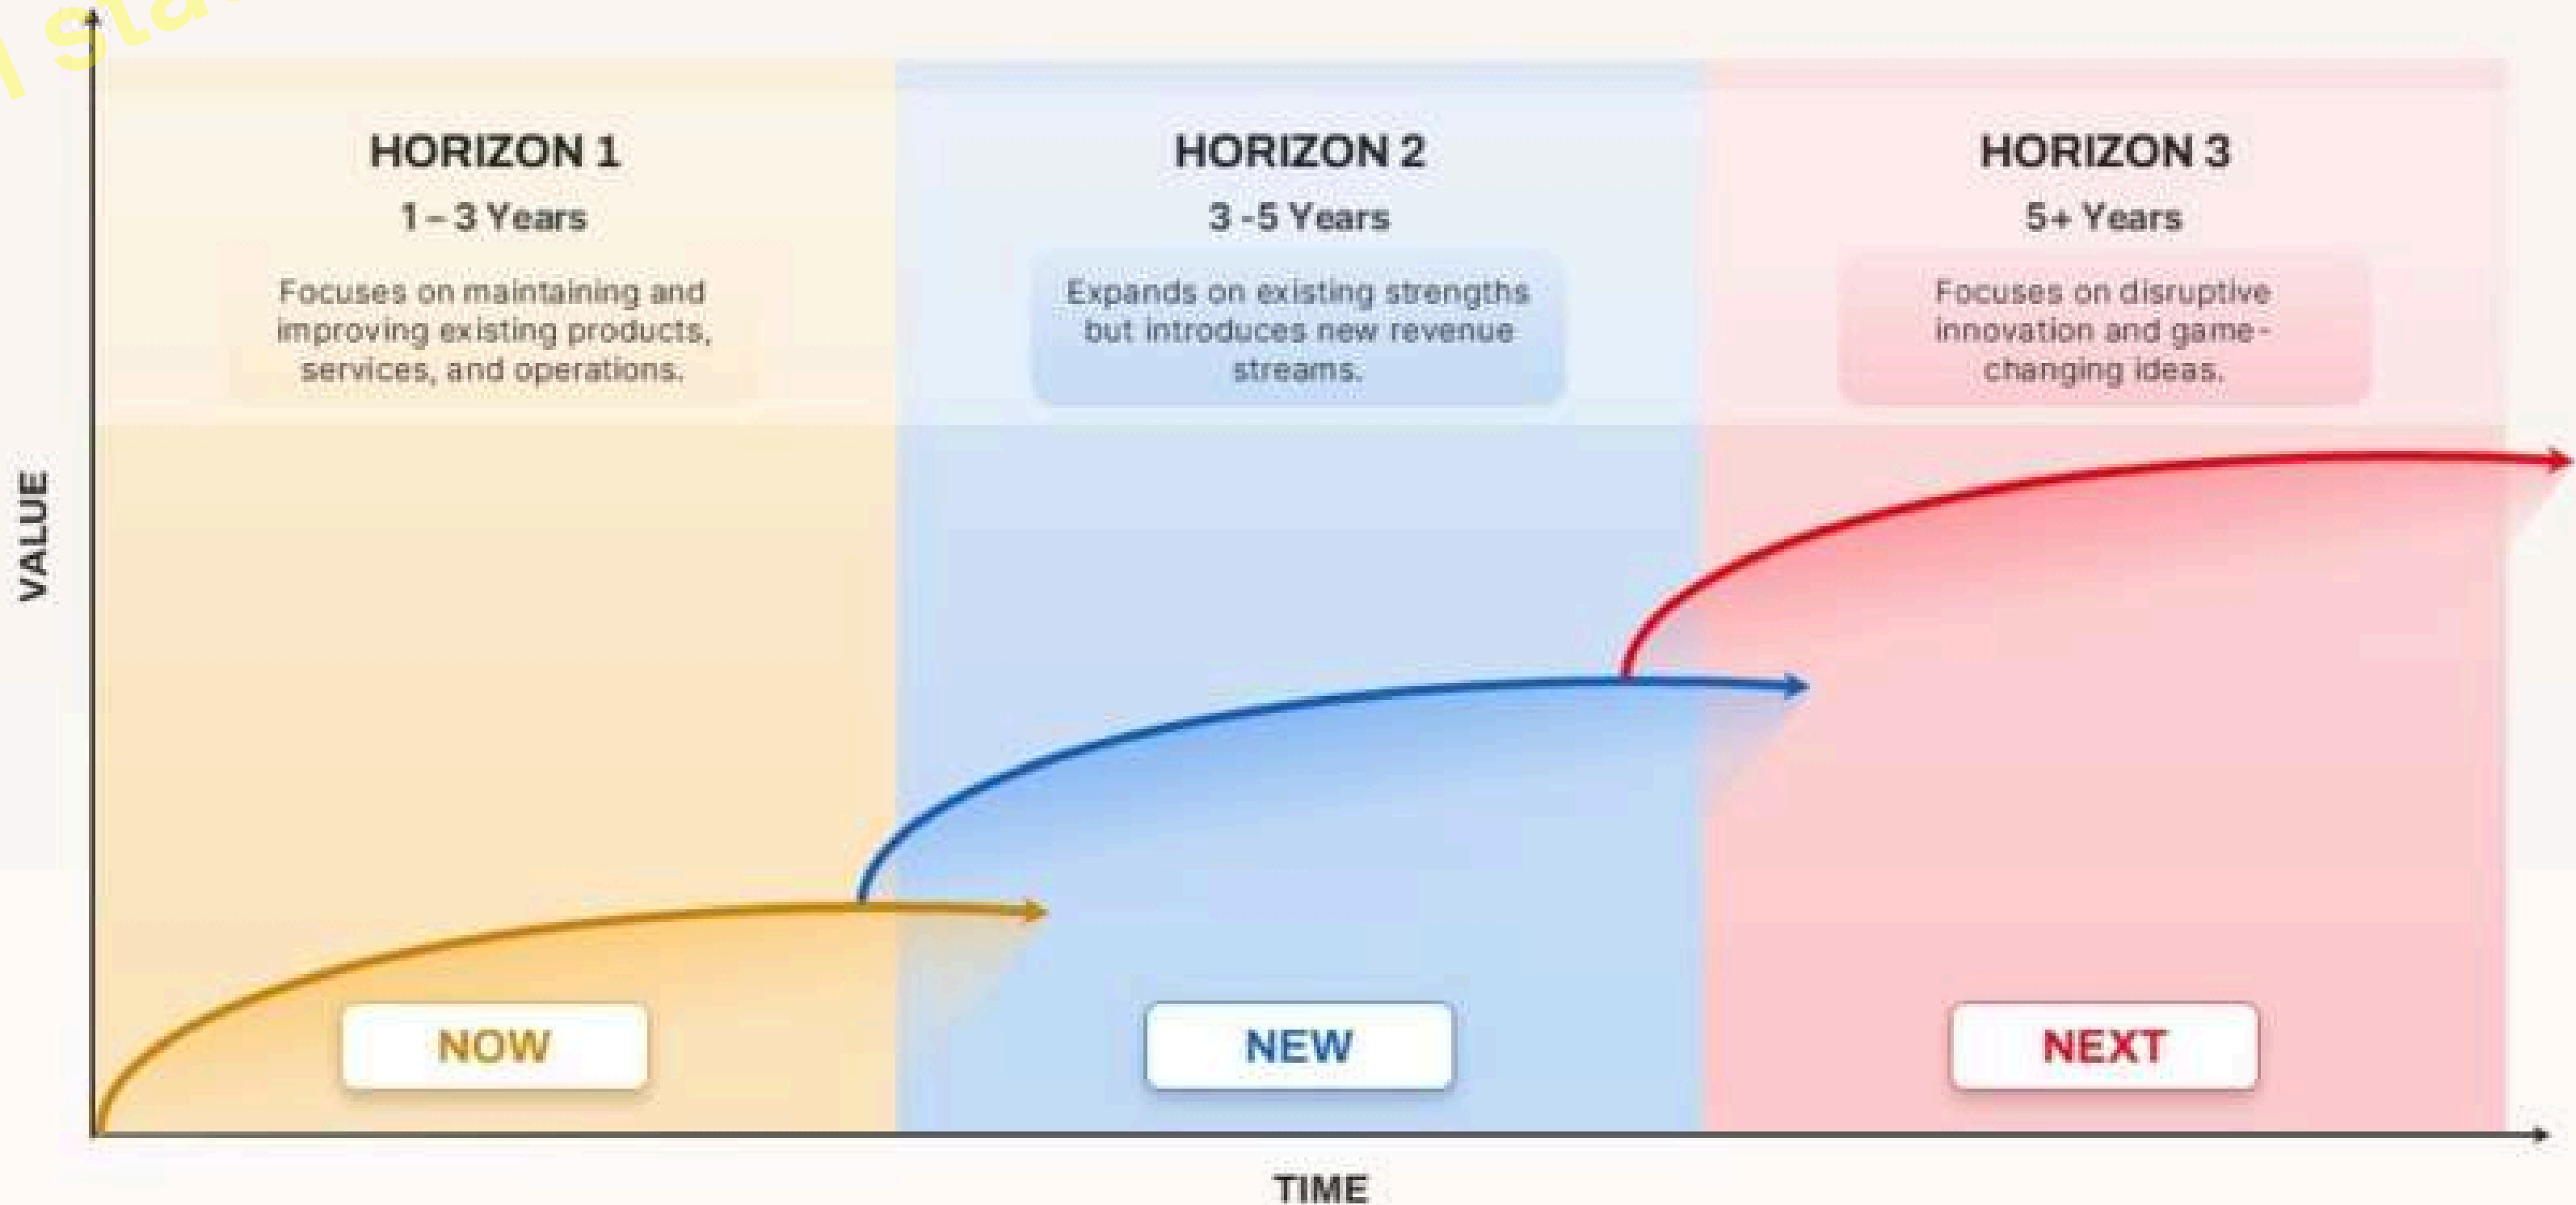 HORIZON 1
1 – 3 Years
Focuses on maintaining and
improving existing products,
services, and operations.
HORIZON 2
3 -5 Years
Expands on existing strengths
but introduces new revenue
streams.
HORIZON 3
5+ Years
Focuses on disruptive
innovation and game-
changing ideas.
VALUE
NOW
NEW
NEXT
TIME